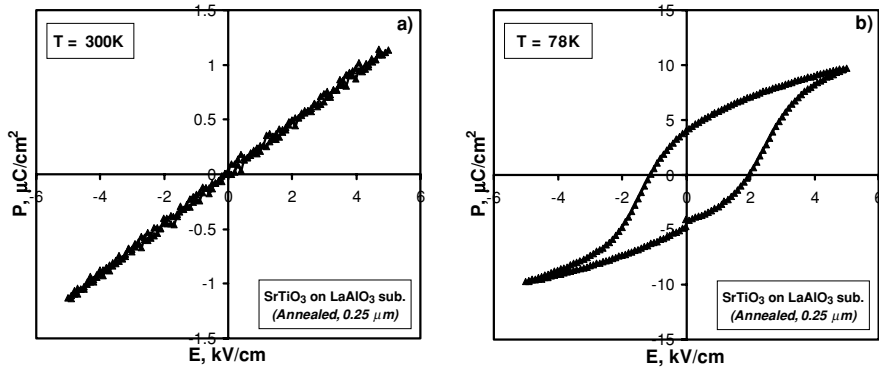 a)
T = 300K
1.5
1
0.5
0
-0.5
-1
-1.5
-6 -4 -2 0 2 4 6
P, μC/cm²
E, kV/cm
SrTiO₃ on LaAlO₃ sub.
(Annealed, 0.25 μm)
b)
T = 78K
15
10
5
0
-5
-10
-15
-6 -4 -2 0 2 4 6
P, μC/cm²
E, kV/cm
SrTiO₃ on LaAlO₃ sub.
(Annealed, 0.25 μm)